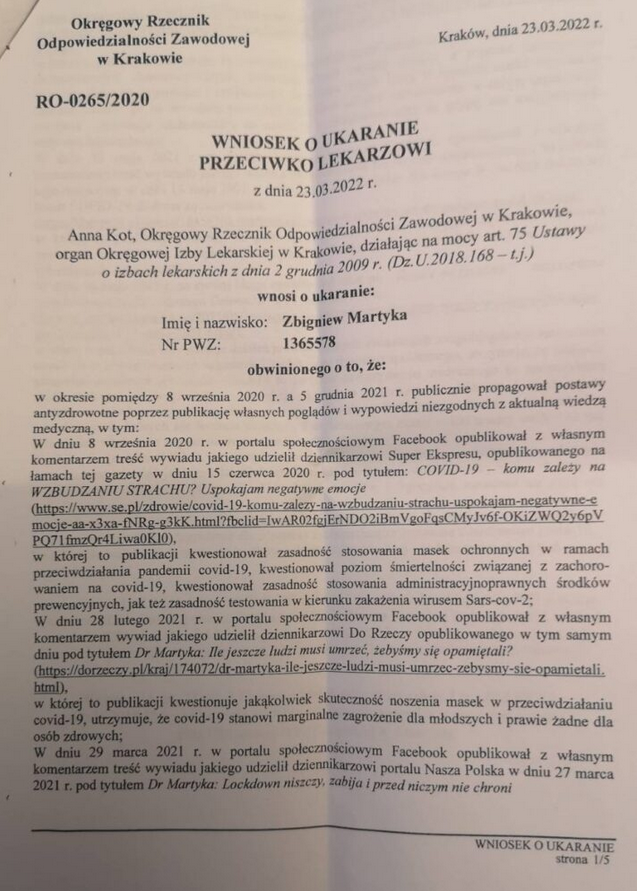 Okręgowy Rzecznik
Odpowiedzialności Zawodowej
w Krakowie
Kraków, dnia 23.03.2022 r.
RO-0265/2020
WNIOSEK O UKARANIE
PRZECIWKO LEKARZOWI
z dnia 23.03.2022 r.
Anna Kot, Okręgowy Rzecznik Odpowiedzialności Zawodowej w Krakowie,
organ Okręgowej Izby Lekarskiej w Krakowie, działając na mocy art. 75 Ustawy
o izbach lekarskich z dnia 2 grudnia 2009 r. (Dz.U.2018.168 – t.j.)
wnosi o ukaranie:
Imię i nazwisko: Zbigniew Martyka
Nr PWZ: 1365578
obwinionego o to, że:
w okresie pomiędzy 8 września 2020 r. a 5 grudnia 2021 r. publicznie propagował postawy
antyzdrowotne poprzez publikację własnych poglądów i wypowiedzi niezgodnych z aktualną wiedzą
medyczną, w tym:
W dniu 8 września 2020 r. w portalu społecznościowym Facebook opublikował z własnym
komentarzem treść wywiadu jakiego udzielił dziennikarzowi Super Ekspresu, opublikowanego na
łamach tej gazety w dniu 15 czerwca 2020 r. pod tytułem: COVID-19 – komu zależy na
WZBUDZANIU STRACHU? Uspokajam negatywne emocje
(https://www.se.pl/zdrowie/covid-19-komu-zalezy-na-wzbudzaniu-strachu-uspokajam-negatywne-e
mocje-aa-x3xa-fNRg-g3kK.html?fbclid=IwAR02fgjErNDO2iBmVgoFqsCMyJv6f-OKiZWQ2y6pV
PQ71fmzQr4Liwa0KI0),
w której to publikacji kwestionował zasadność stosowania masek ochronnych w ramach
przeciwdziałania pandemii covid-19, kwestionował poziom śmiertelności związanej z zachoro-
waniem na covid-19, kwestionował zasadność stosowania administracyjnoprawnych środków
prewencyjnych, jak też zasadność testowania w kierunku zakażenia wirusem Sars-cov-2;
W dniu 28 lutego 2021 r. w portalu społecznościowym Facebook opublikował z własnym
komentarzem wywiad jakiego udzielił dziennikarzowi Do Rzeczy opublikowanego w tym samym
dniu pod tytułem Dr Martyka: Ile jeszcze ludzi musi umrzeć, żebyśmy się opamiętali?
(https://dorzeczy.pl/kraj/174072/dr-martyka-ile-jeszcze-ludzi-musi-umrzec-zebysmy-sie-opamietali.
html),
w której to publikacji kwestionuje jakąkolwiek skuteczność noszenia masek w przeciwdziałaniu
covid-19, utrzymuje, że covid-19 stanowi marginalne zagrożenie dla młodszych i prawie żadne dla
osób zdrowych;
W dniu 29 marca 2021 r. w portalu społecznościowym Facebook opublikował z własnym
komentarzem treść wywiadu jakiego udzielił dziennikarzowi portalu Nasza Polska w dniu 27 marca
2021 r. pod tytułem Dr Martyka: Lockdown niszczy, zabija i przed niczym nie chroni
WNIOSEK O UKARANIE
strona 1/5